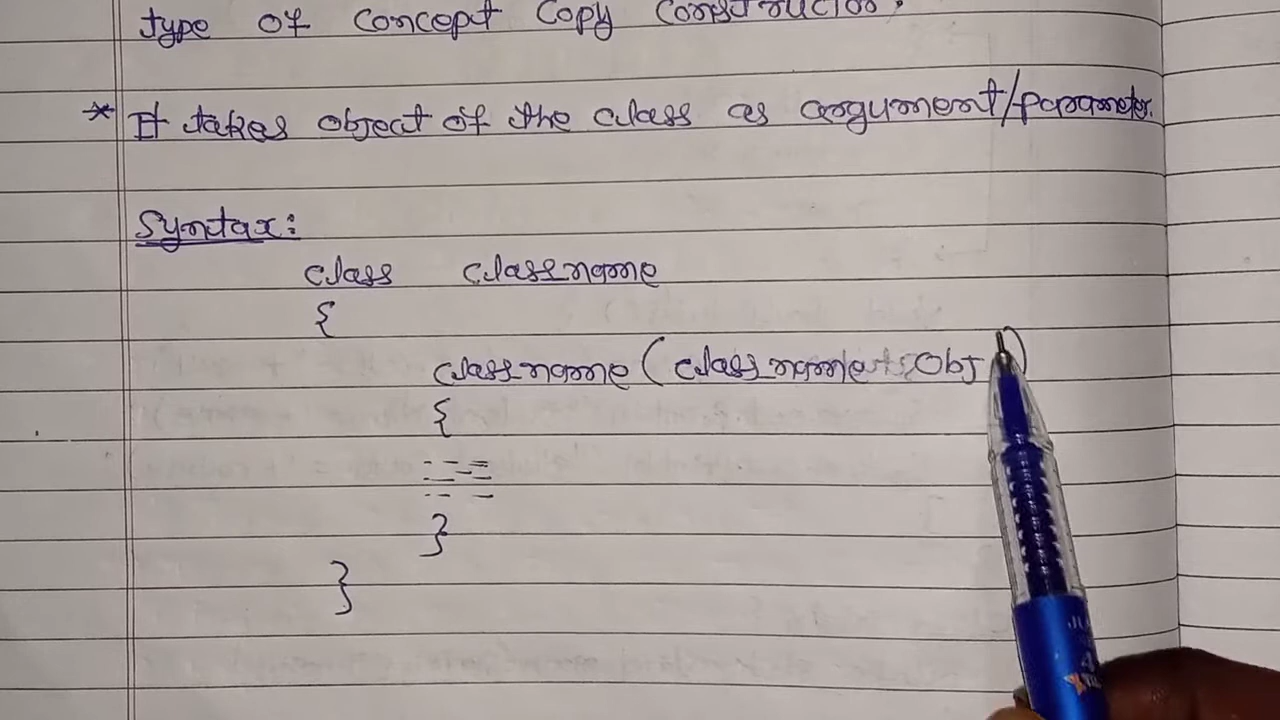 type of concept copy constructor.
* It takes object of the class as argument/parameter.
Syntax:
class classname
{
classname(classname obj)
{
}
}